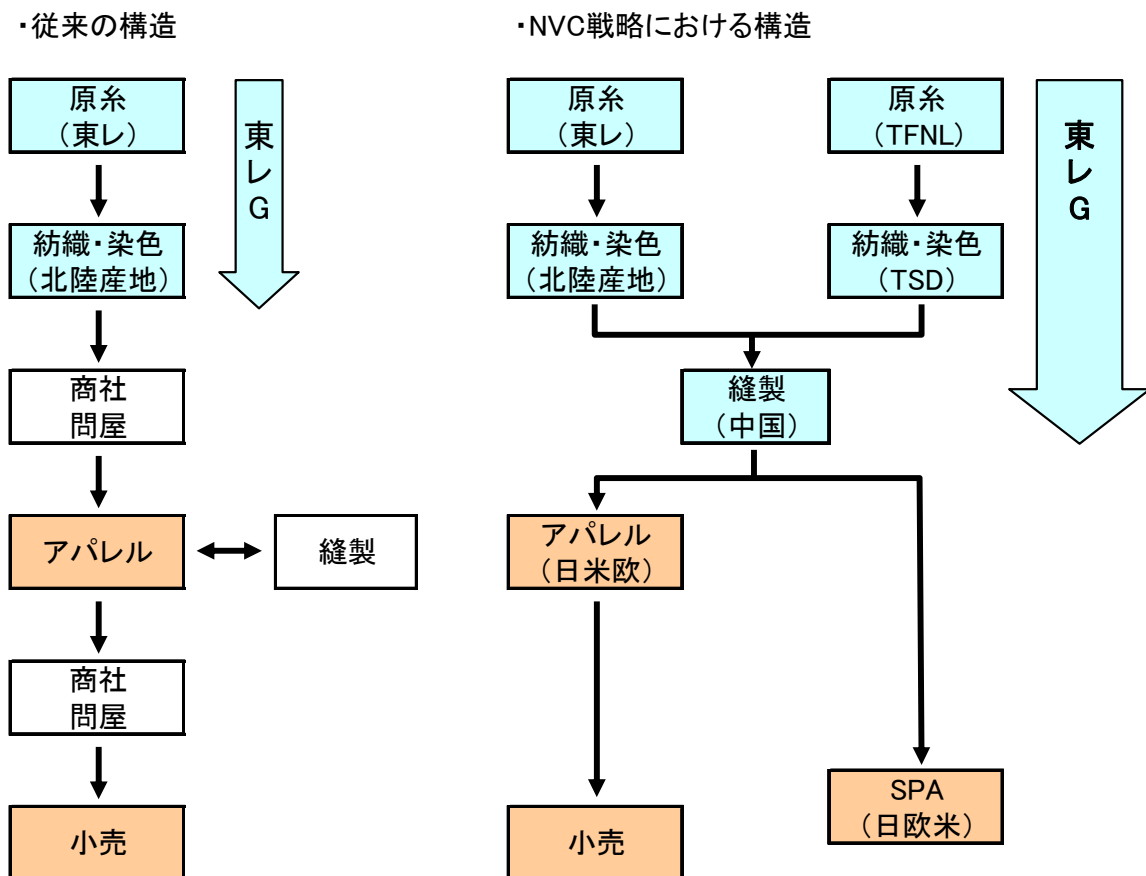 ・従来の構造
原糸
（東レ）
東レG
紡織・染色
（北陸産地）
商社
問屋
アパレル
縫製
商社
問屋
小売
・NVC戦略における構造
原糸
（東レ）
原糸
（TFNL）
東レG
紡織・染色
（北陸産地）
紡織・染色
（TSD）
縫製
（中国）
アパレル
（日米欧）
小売
SPA
（日欧米）